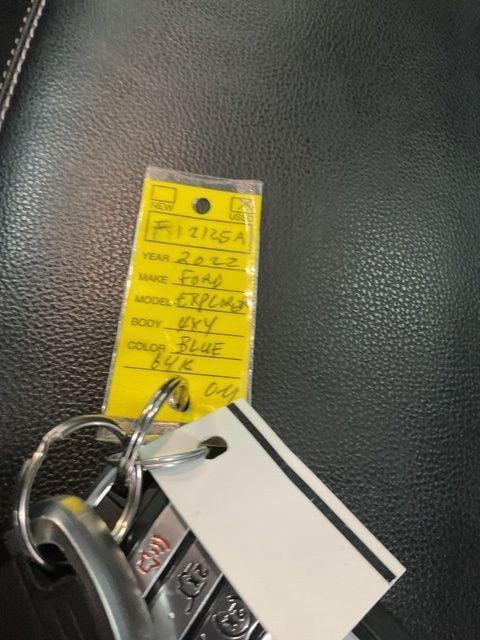 NEW USED
F12125A
YEAR 2022
MAKE FORD
MODEL EXPLORER
BODY 4X4
COLOR BLUE
64K